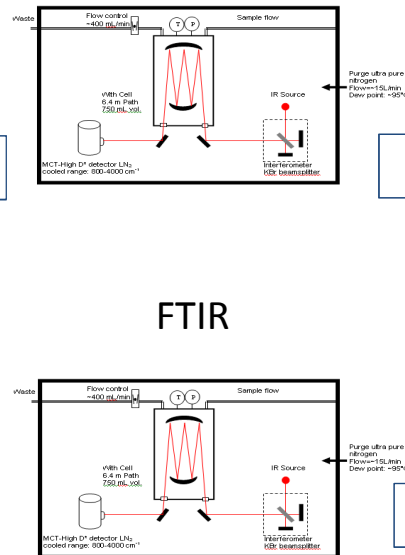 Waste
Flow control
~400 mL/min
Sample flow
T P
Purge ultra pure
nitrogen
Flow=~15L/min
Dew point: ~95°
With Cell
6.4 m Path
750 mL vol.
IR Source
MCT-High D* detector LN₂
cooled range: 800-4000 cm⁻¹
Interferometer
KBr beamsplitter
FTIR
Waste
Flow control
~400 mL/min
Sample flow
T P
Purge ultra pure
nitrogen
Flow=~15L/min
Dew point: ~95°
With Cell
6.4 m Path
750 mL vol.
IR Source
MCT-High D* detector LN₂
cooled range: 800-4000 cm⁻¹
Interferometer
KBr beamsplitter